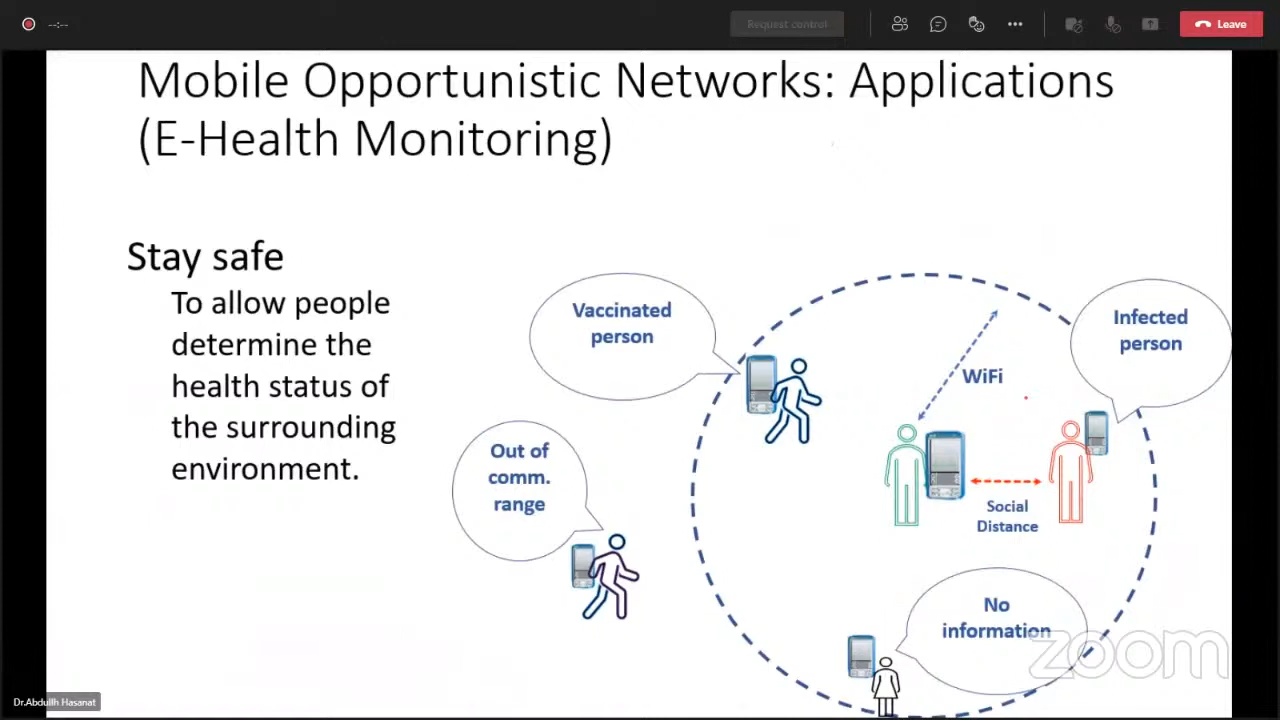 --:--
Request control
Leave
Mobile Opportunistic Networks: Applications
(E-Health Monitoring)
Stay safe
To allow people
determine the
health status of
the surrounding
environment.
Vaccinated
person
Infected
person
WiFi
Out of
comm.
range
Social
Distance
No
information
zoom
Dr.Abdullh Hasanat